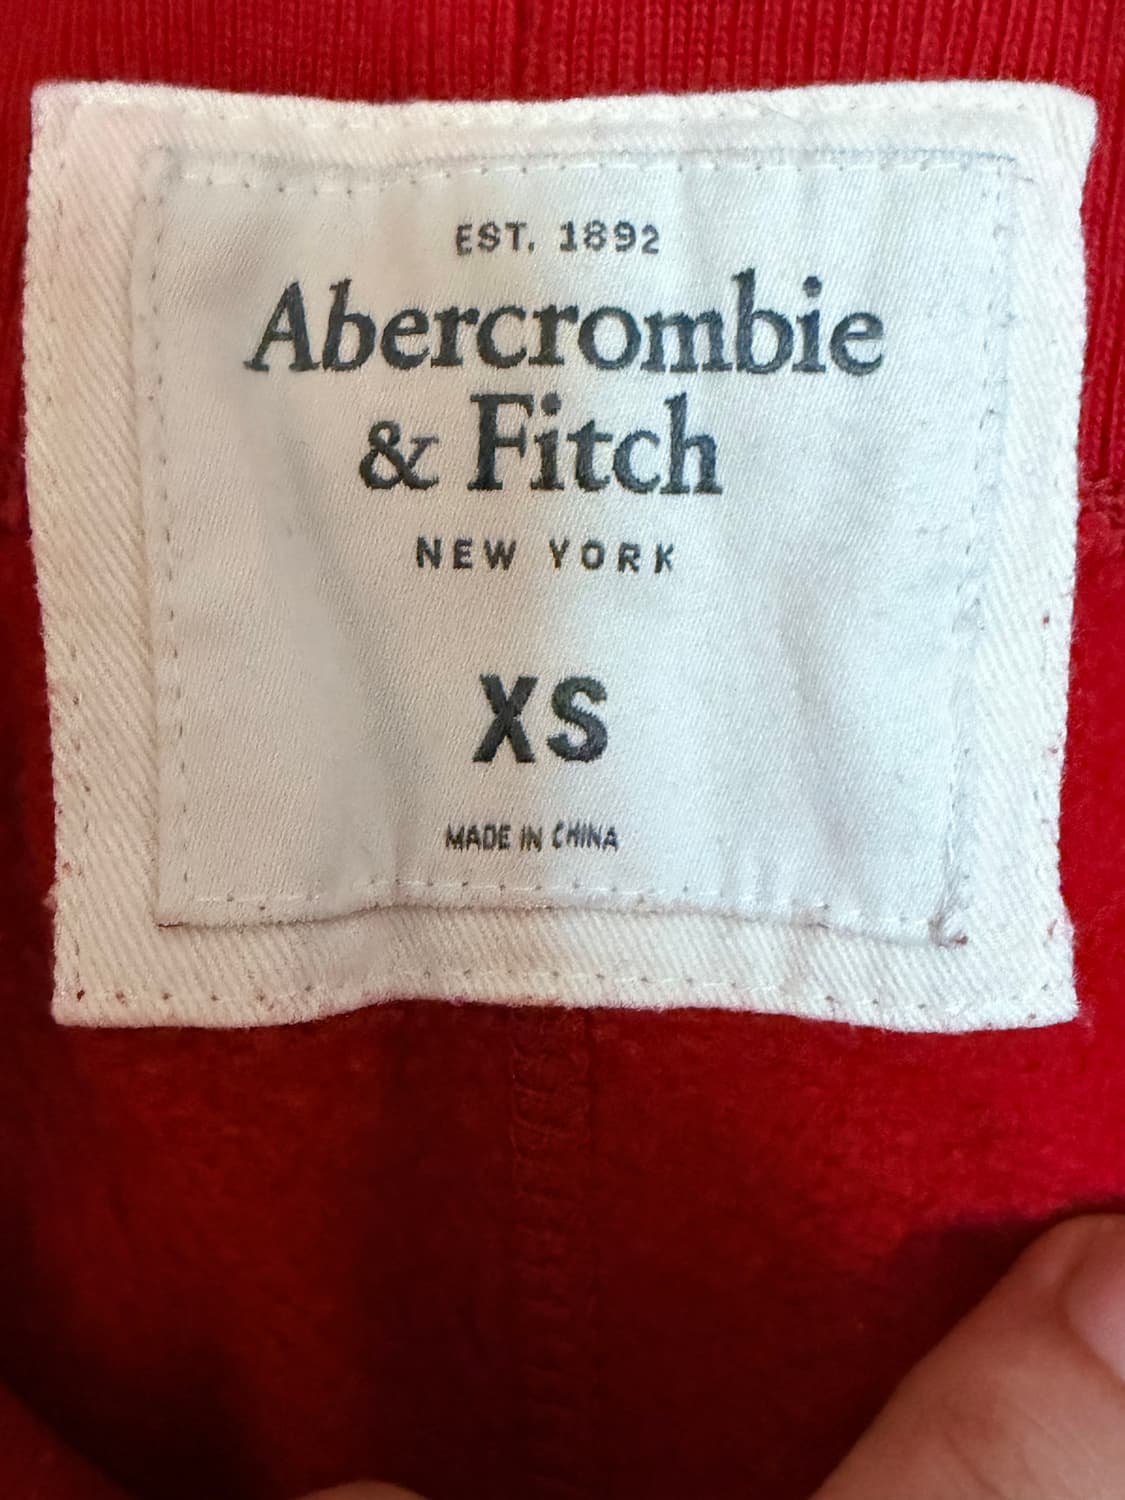 EST. 1892
Abercrombie
& Fitch
NEW YORK
XS
MADE IN CHINA